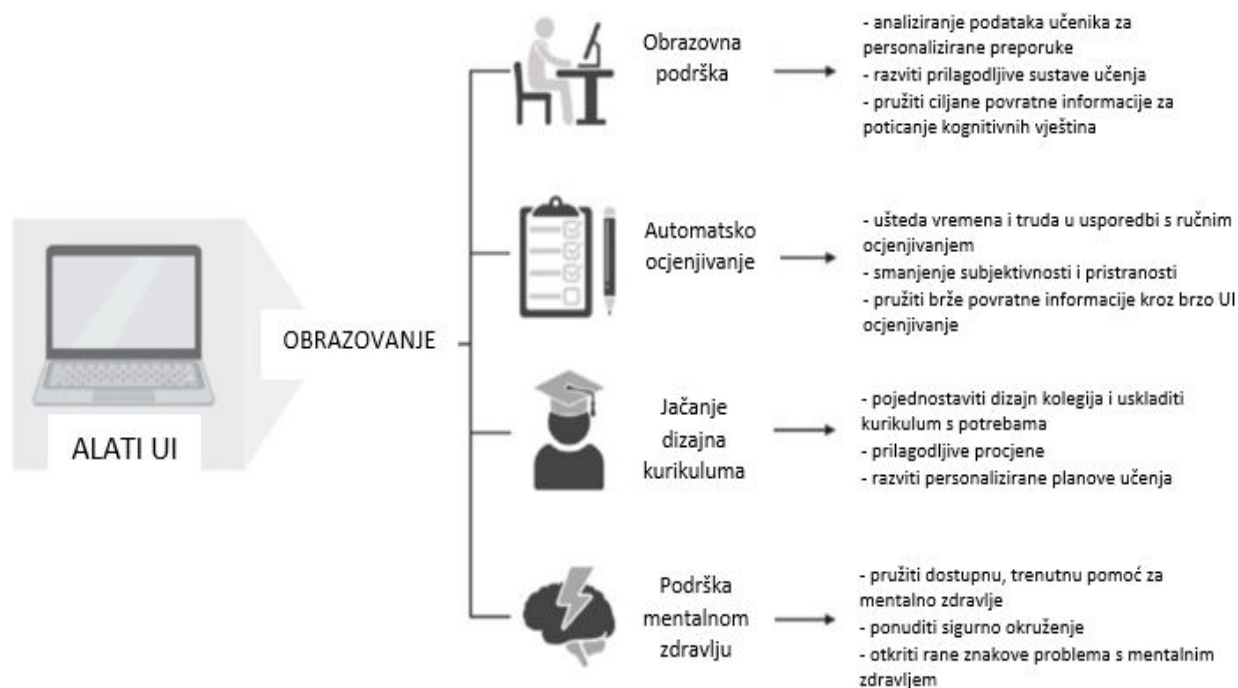 ALATI UI
OBRAZOVANJE
Obrazovna
podrška
- analiziranje podataka učenika za
personalizirane preporuke
- razviti prilagodljive sustave učenja
- pružiti ciljane povratne informacije za
poticanje kognitivnih vještina
Automatsko
ocjenjivanje
- ušteda vremena i truda u usporedbi s ručnim
ocjenjivanjem
- smanjenje subjektivnosti i pristranosti
- pružiti brže povratne informacije kroz brzo UI
ocjenjivanje
Jačanje
dizajna
kurikuluma
- pojednostaviti dizajn kolegija i uskladiti
kurikulum s potrebama
- prilagodljive procjene
- razviti personalizirane planove učenja
Podrška
mentalnom
zdravlju
- pružiti dostupnu, trenutnu pomoć za
mentalno zdravlje
- ponuditi sigurno okruženje
- otkriti rane znakove problema s mentalnim
zdravljem